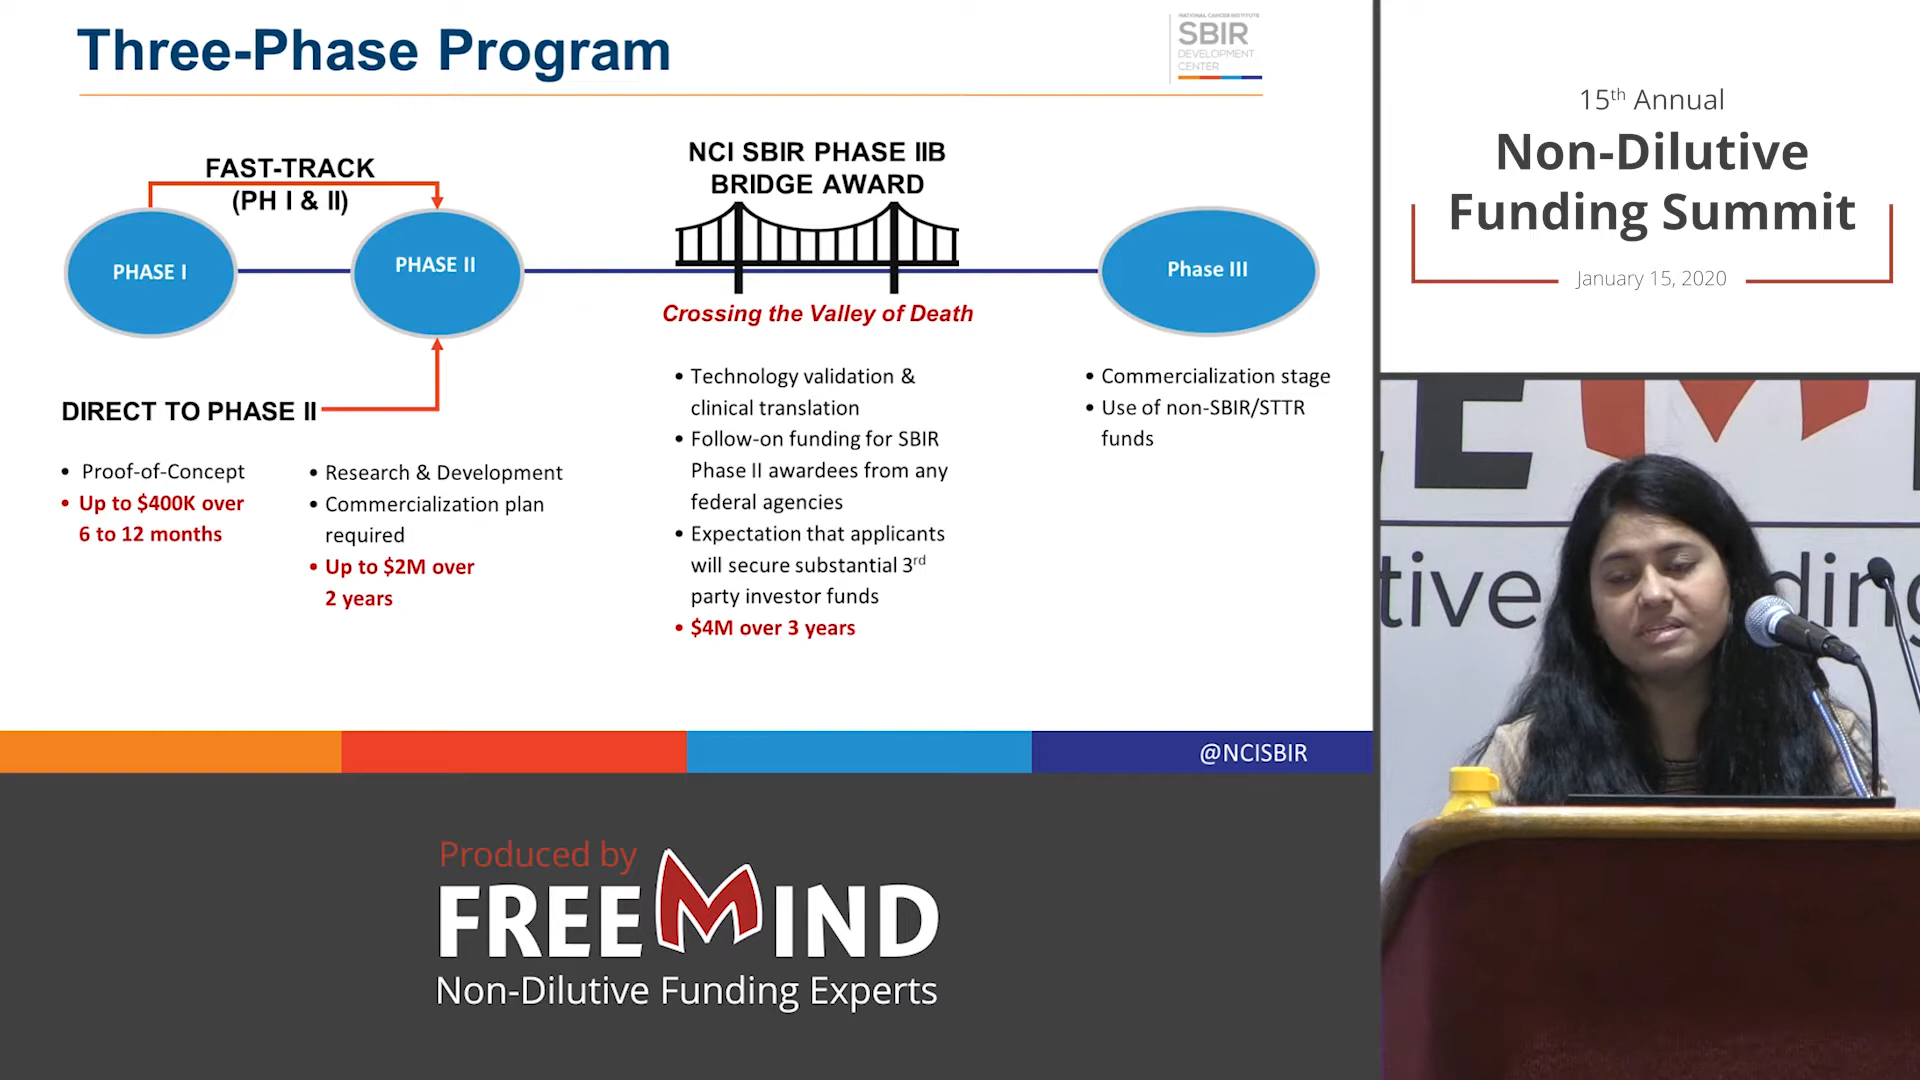 Three-Phase Program
NATIONAL CANCER INSTITUTE
SBIR
DEVELOPMENT
CENTER
FAST-TRACK
(PH I & II)
NCI SBIR PHASE IIB
BRIDGE AWARD
PHASE I
PHASE II
Phase III
Crossing the Valley of Death
DIRECT TO PHASE II
• Proof-of-Concept
• Up to $400K over
6 to 12 months
• Research & Development
• Commercialization plan
required
• Up to $2M over
2 years
• Technology validation &
clinical translation
• Follow-on funding for SBIR
Phase II awardees from any
federal agencies
• Expectation that applicants
will secure substantial 3rd
party investor funds
• $4M over 3 years
• Commercialization stage
• Use of non-SBIR/STTR
funds
@NCISBIR
Produced by
FREEMIND
Non-Dilutive Funding Experts
15th Annual
Non-Dilutive
Funding Summit
January 15, 2020